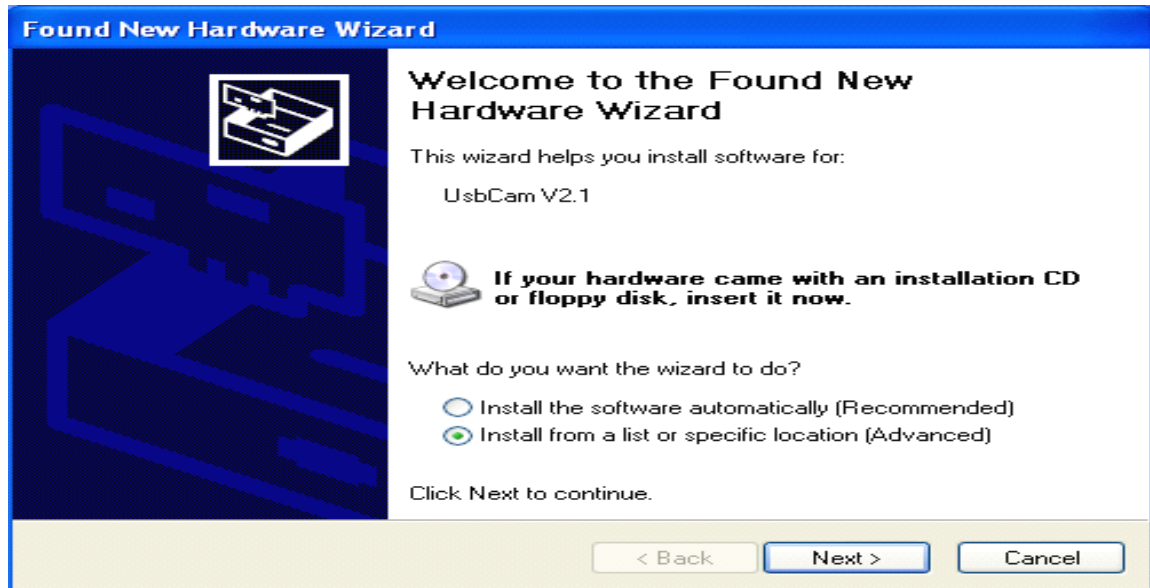 Found New Hardware Wizard
Welcome to the Found New
Hardware Wizard
This wizard helps you install software for:
UsbCam V2.1
If your hardware came with an installation CD
or floppy disk, insert it now.
What do you want the wizard to do?
Install the software automatically (Recommended)
Install from a list or specific location (Advanced)
Click Next to continue.
< Back Next > Cancel